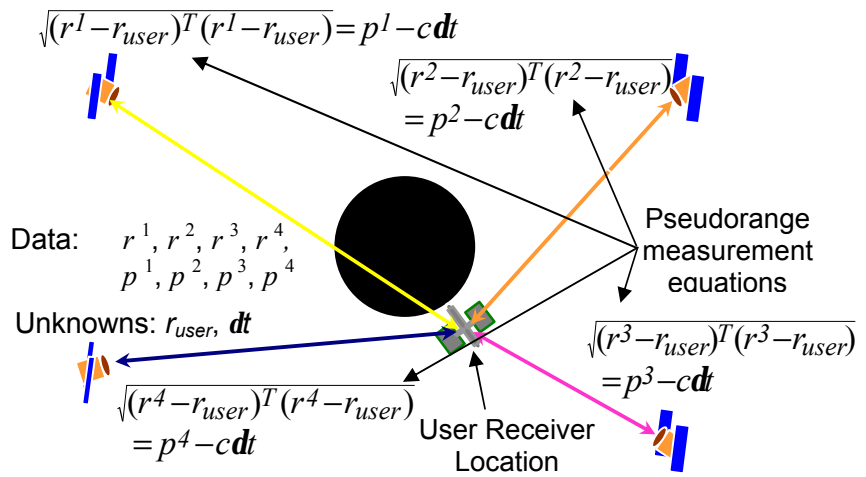 √(r¹–r_user)ᵀ(r¹–r_user) = p¹–cdt
√(r²–r_user)ᵀ(r²–r_user)
= p²–cdt
Pseudorange
measurement
equations
Data: r¹, r², r³, r⁴,
p¹, p², p³, p⁴
Unknowns: r_user, dt
√(r³–r_user)ᵀ(r³–r_user)
= p³–cdt
√(r⁴–r_user)ᵀ(r⁴–r_user)
= p⁴–cdt
User Receiver
Location